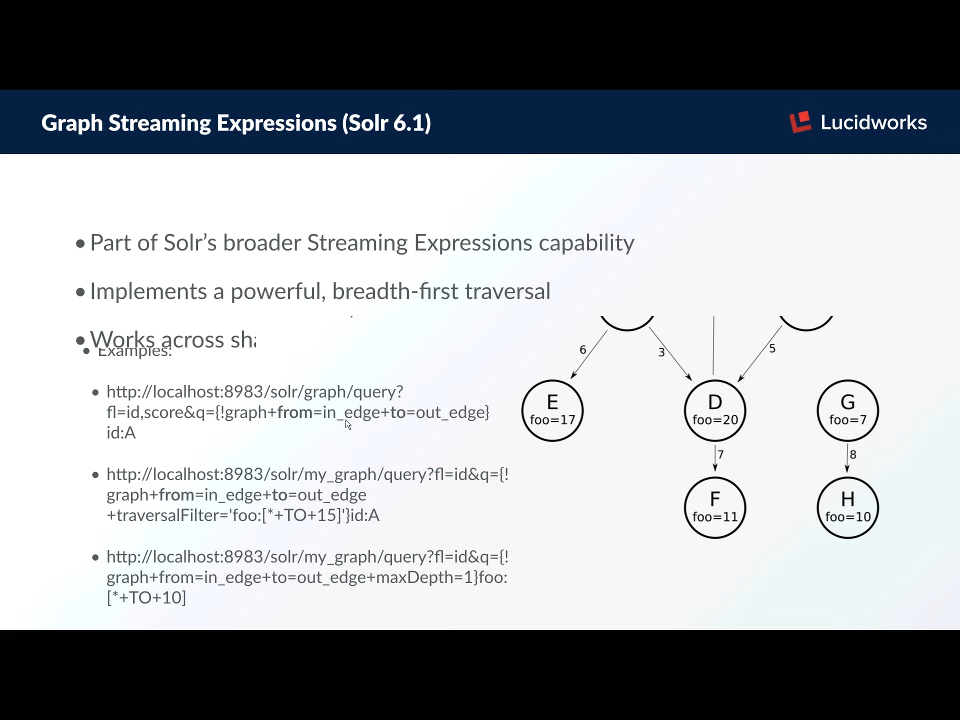 Graph Streaming Expressions (Solr 6.1)
Lucidworks
• Part of Solr’s broader Streaming Expressions capability
• Implements a powerful, breadth-first traversal
• Works across
• Examples:
• http://localhost:8983/solr/graph/query?
fl=id,score&q={!graph+from=in_edge+to=out_edge}
id:A
• http://localhost:8983/solr/my_graph/query?fl=id&q={!
graph+from=in_edge+to=out_edge
+traversalFilter='foo:[*+TO+15]'}id:A
• http://localhost:8983/solr/my_graph/query?fl=id&q={!
graph+from=in_edge+to=out_edge+maxDepth=1}foo:
[*+TO+10]
6
3
5
E
foo=17
D
foo=20
G
foo=7
7
8
F
foo=11
H
foo=10